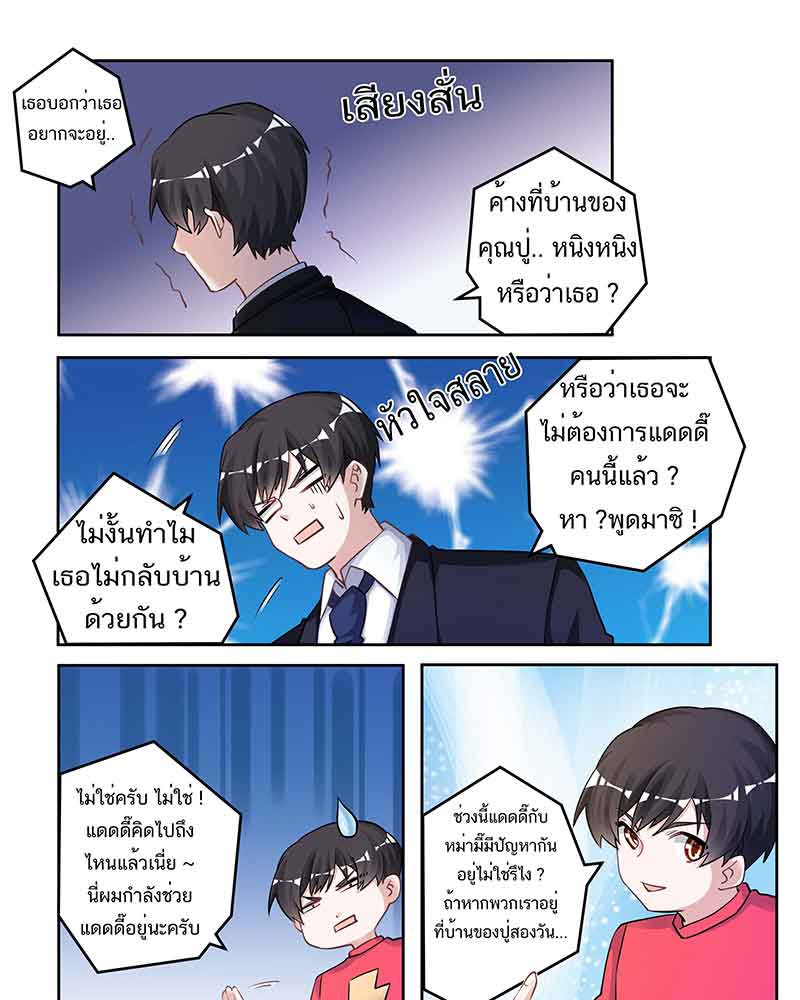 เธอบอกว่าเธอ
อยากจะอยู่..
เสียงสั่น
ค้างที่บ้านของ
คุณปู่.. หนิงหนิง
หรือว่าเธอ ?
หัวใจสลาย
หรือว่าเธอจะ
ไม่ต้องการแดดดี๊
คนนี้แล้ว ?
หา ?พูดมาซิ !
ไม่งั้นทำไม
เธอไม่กลับบ้าน
ด้วยกัน ?
ไม่ใช่ครับ ไม่ใช่ !
แดดดี๊คิดไปถึง
ไหนแล้วเนี่ย ~
นี่ผมกำลังช่วย
แดดดี๊อยู่นะครับ
ช่วงนี้แดดดี๊กับ
หม่ามี๊มีปัญหากัน
อยู่ไม่ใช่รึไง ?
ถ้าหากพวกเราอยู่
ที่บ้านของปู่สองวัน...